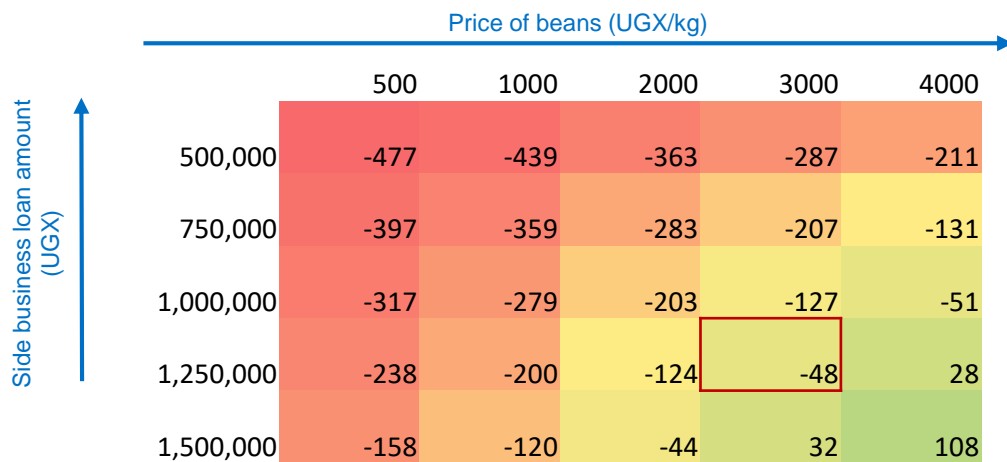 Price of beans (UGX/kg)
500 1000 2000 3000 4000
Side business loan amount
(UGX)
500,000 -477 -439 -363 -287 -211
750,000 -397 -359 -283 -207 -131
1,000,000 -317 -279 -203 -127 -51
1,250,000 -238 -200 -124 -48 28
1,500,000 -158 -120 -44 32 108